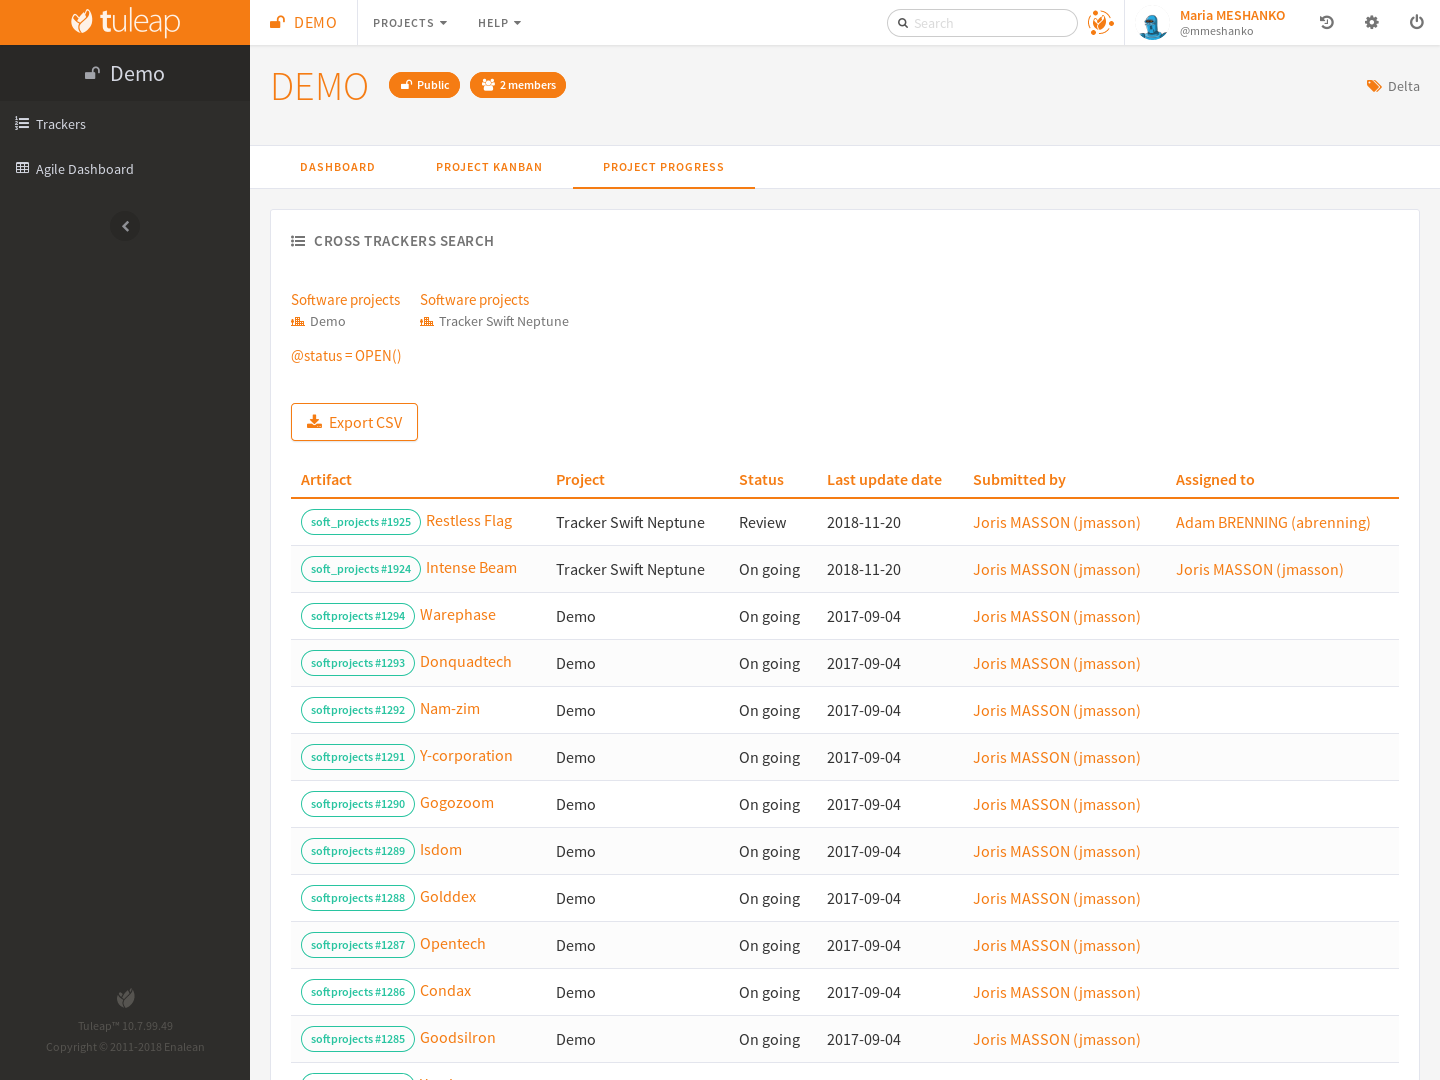 tuleap
DEMO
PROJECTS
HELP
Search
Maria MESHANKO
@mmeshanko
Demo
Trackers
Agile Dashboard
DEMO
Public
2 members
Delta
DASHBOARD
PROJECT KANBAN
PROJECT PROGRESS
CROSS TRACKERS SEARCH
Software projects
Demo
Software projects
Tracker Swift Neptune
@status = OPEN()
Export CSV
Artifact Project Status Last update date Submitted by Assigned to
soft_projects #1925 Restless Flag Tracker Swift Neptune Review 2018-11-20 Joris MASSON (jmasson) Adam BRENNING (abrenning)
soft_projects #1924 Intense Beam Tracker Swift Neptune On going 2018-11-20 Joris MASSON (jmasson) Joris MASSON (jmasson)
softprojects #1294 Warephase Demo On going 2017-09-04 Joris MASSON (jmasson)
softprojects #1293 Donquadtech Demo On going 2017-09-04 Joris MASSON (jmasson)
softprojects #1292 Nam-zim Demo On going 2017-09-04 Joris MASSON (jmasson)
softprojects #1291 Y-corporation Demo On going 2017-09-04 Joris MASSON (jmasson)
softprojects #1290 Gogozoom Demo On going 2017-09-04 Joris MASSON (jmasson)
softprojects #1289 Isdom Demo On going 2017-09-04 Joris MASSON (jmasson)
softprojects #1288 Golddex Demo On going 2017-09-04 Joris MASSON (jmasson)
softprojects #1287 Opentech Demo On going 2017-09-04 Joris MASSON (jmasson)
softprojects #1286 Condax Demo On going 2017-09-04 Joris MASSON (jmasson)
softprojects #1285 Goodsilron Demo On going 2017-09-04 Joris MASSON (jmasson)
Tuleap™ 10.7.99.49
Copyright © 2011-2018 Enalean